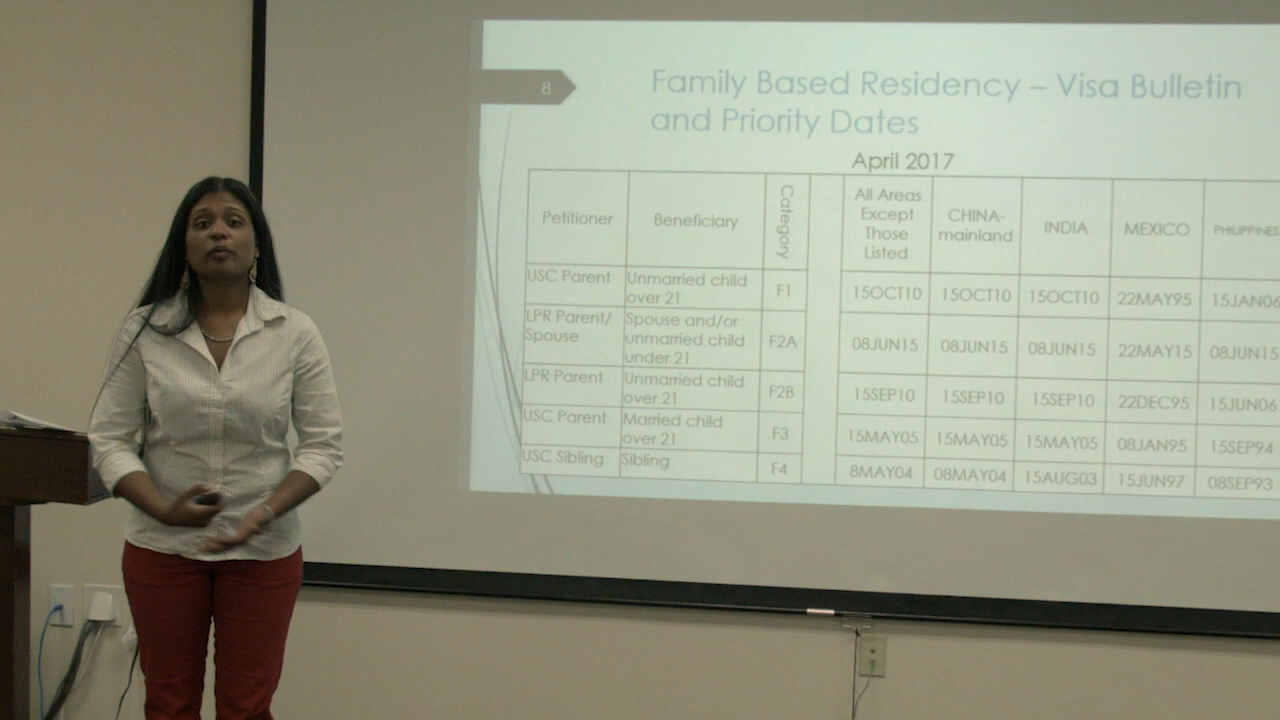 8
Family Based Residency – Visa Bulletin
and Priority Dates
April 2017
Petitioner Beneficiary Category All Areas Except Those Listed CHINA-mainland INDIA MEXICO PHILIPPINES
USC Parent Unmarried child over 21 F1 15OCT10 15OCT10 15OCT10 22MAY95 15JAN06
LPR Parent/Spouse Spouse and/or unmarried child under 21 F2A 08JUN15 08JUN15 08JUN15 22MAY15 08JUN15
LPR Parent Unmarried child over 21 F2B 15SEP10 15SEP10 15SEP10 22DEC95 15JUN06
USC Parent Married child over 21 F3 15MAY05 15MAY05 15MAY05 08JAN95 15SEP94
USC Sibling Sibling F4 8MAY04 08MAY04 15AUG03 15JUN97 08SEP93